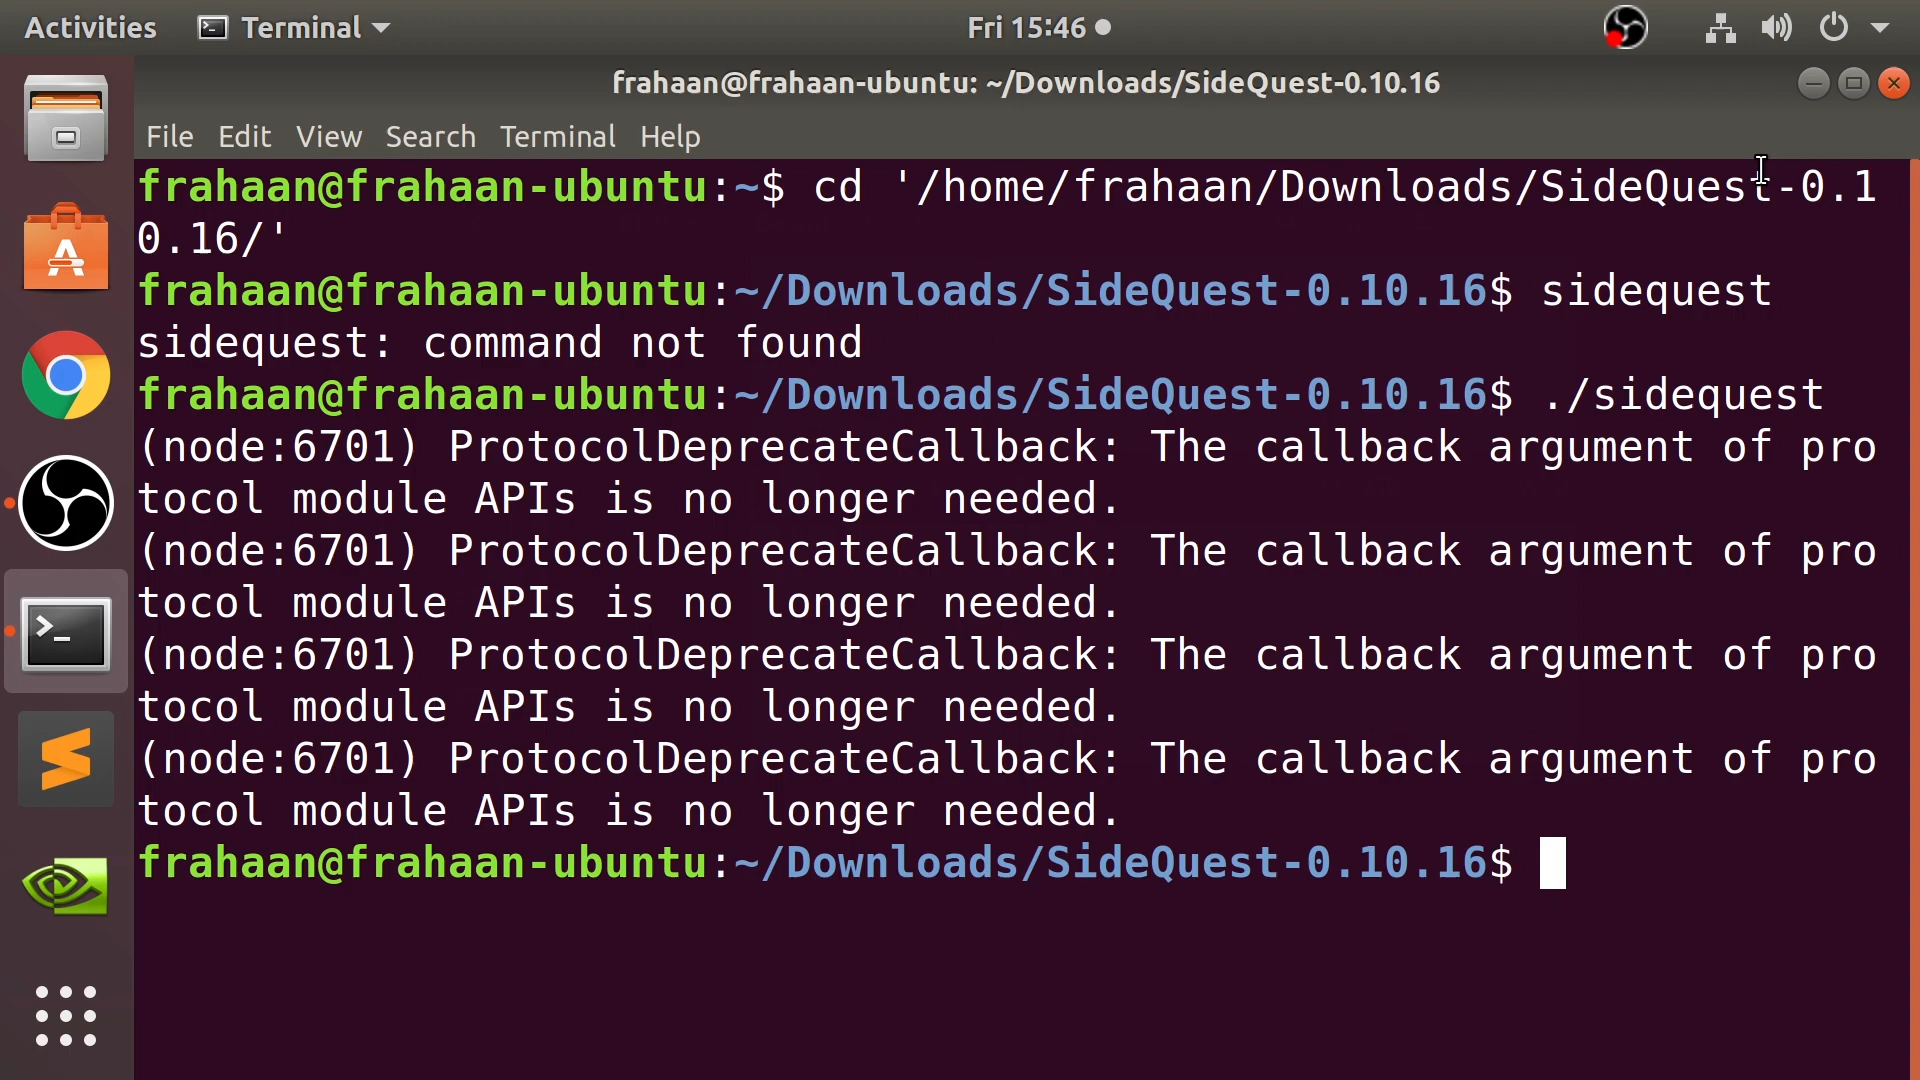 Activities Terminal Fri 15:46
frahaan@frahaan-ubuntu: ~/Downloads/SideQuest-0.10.16
File Edit View Search Terminal Help
frahaan@frahaan-ubuntu:~$ cd '/home/frahaan/Downloads/SideQuest-0.1
0.16/'
frahaan@frahaan-ubuntu:~/Downloads/SideQuest-0.10.16$ sidequest
sidequest: command not found
frahaan@frahaan-ubuntu:~/Downloads/SideQuest-0.10.16$ ./sidequest
(node:6701) ProtocolDeprecateCallback: The callback argument of pro
tocol module APIs is no longer needed.
(node:6701) ProtocolDeprecateCallback: The callback argument of pro
tocol module APIs is no longer needed.
(node:6701) ProtocolDeprecateCallback: The callback argument of pro
tocol module APIs is no longer needed.
(node:6701) ProtocolDeprecateCallback: The callback argument of pro
tocol module APIs is no longer needed.
frahaan@frahaan-ubuntu:~/Downloads/SideQuest-0.10.16$